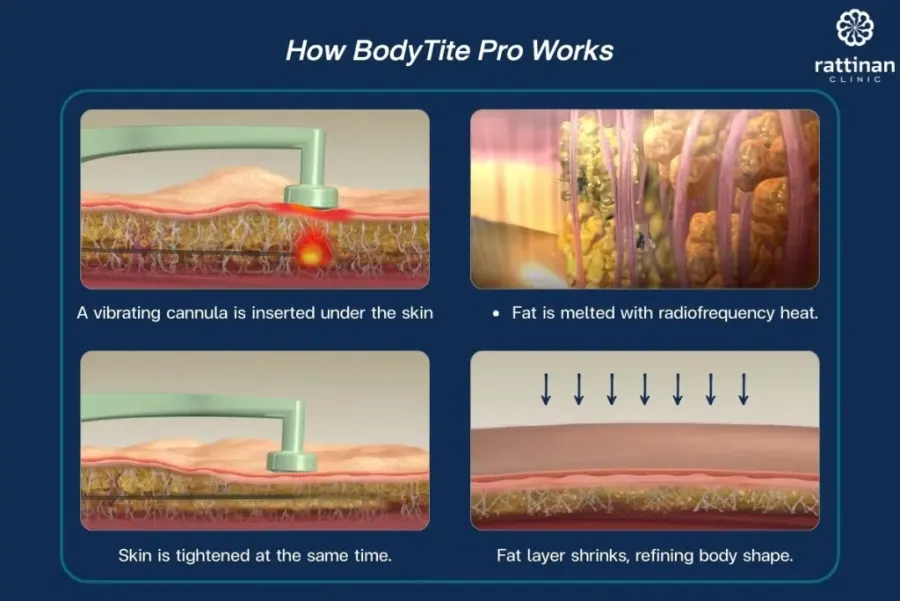 How BodyTite Pro Works
rattinan
CLINIC
A vibrating cannula is inserted under the skin
• Fat is melted with radiofrequency heat.
Skin is tightened at the same time.
Fat layer shrinks, refining body shape.